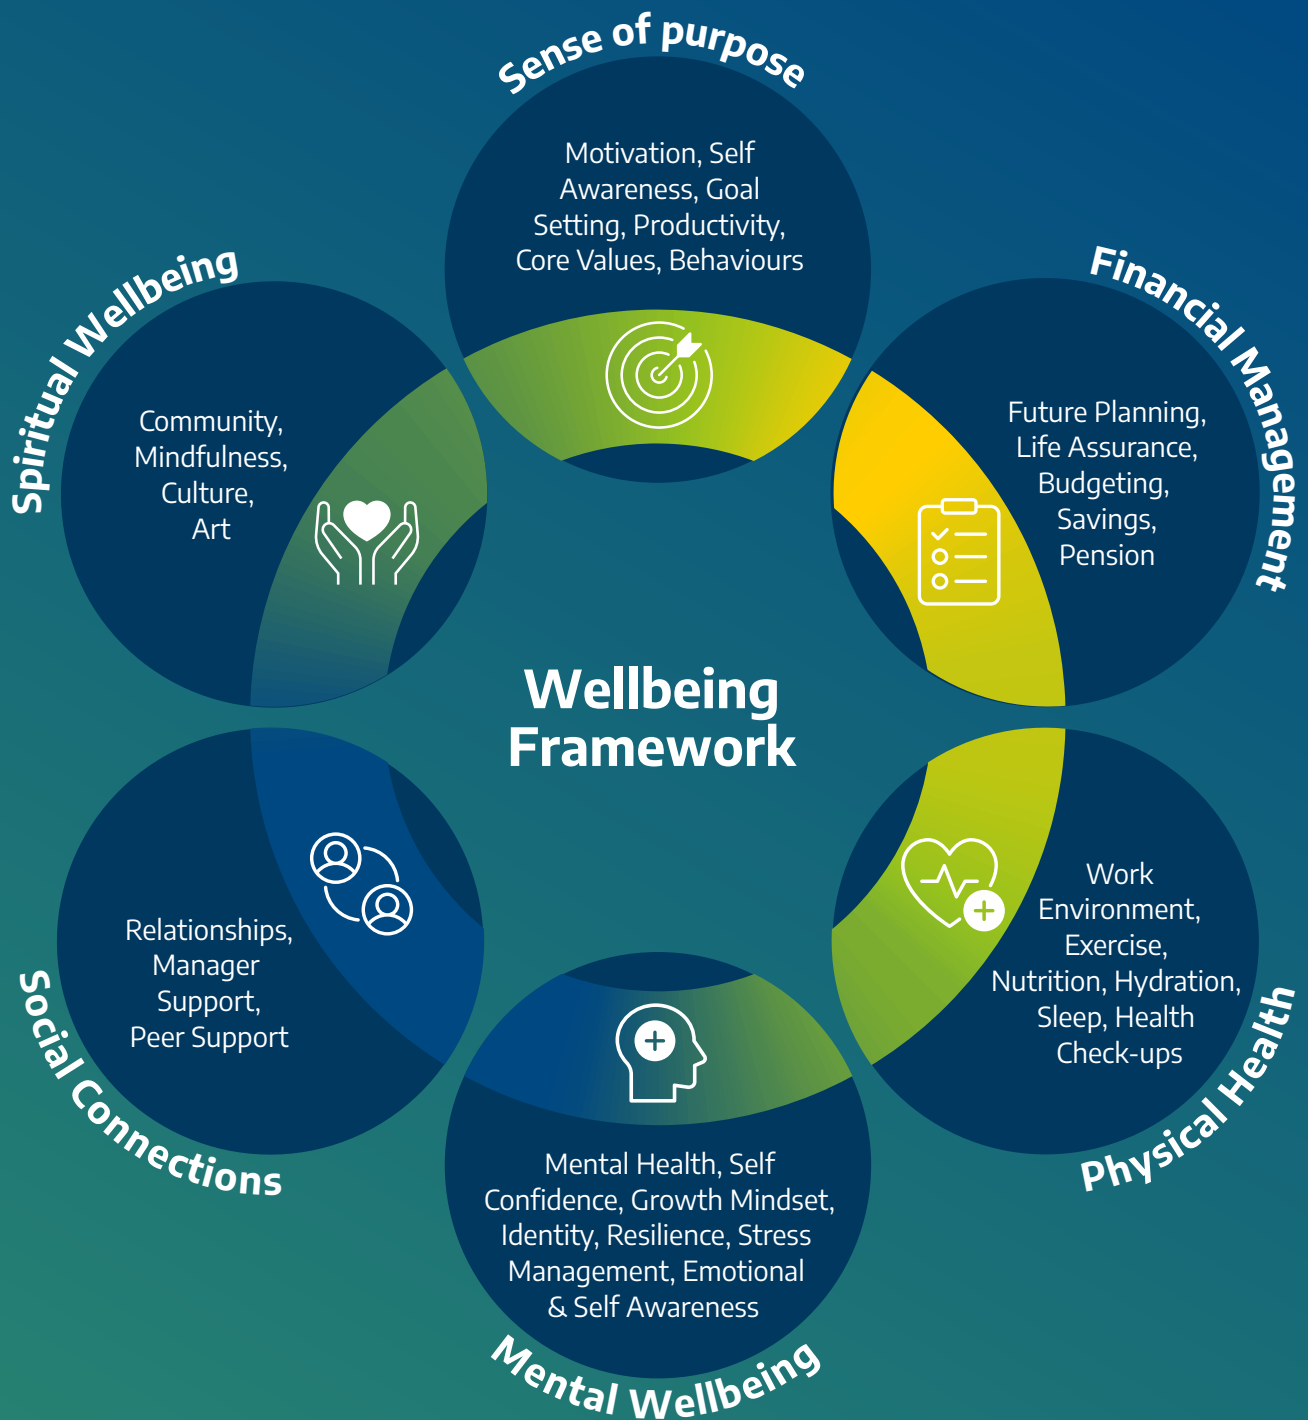 Sense of purpose
Motivation, Self
Awareness, Goal
Setting, Productivity,
Core Values, Behaviours
Financial Management
Future Planning,
Life Assurance,
Budgeting,
Savings,
Pension
Physical Health
Work
Environment,
Exercise,
Nutrition, Hydration,
Sleep, Health
Check-ups
Mental Wellbeing
Mental Health, Self
Confidence, Growth Mindset,
Identity, Resilience, Stress
Management, Emotional
& Self Awareness
Social Connections
Relationships,
Manager
Support,
Peer Support
Spiritual Wellbeing
Community,
Mindfulness,
Culture,
Art
Wellbeing
Framework